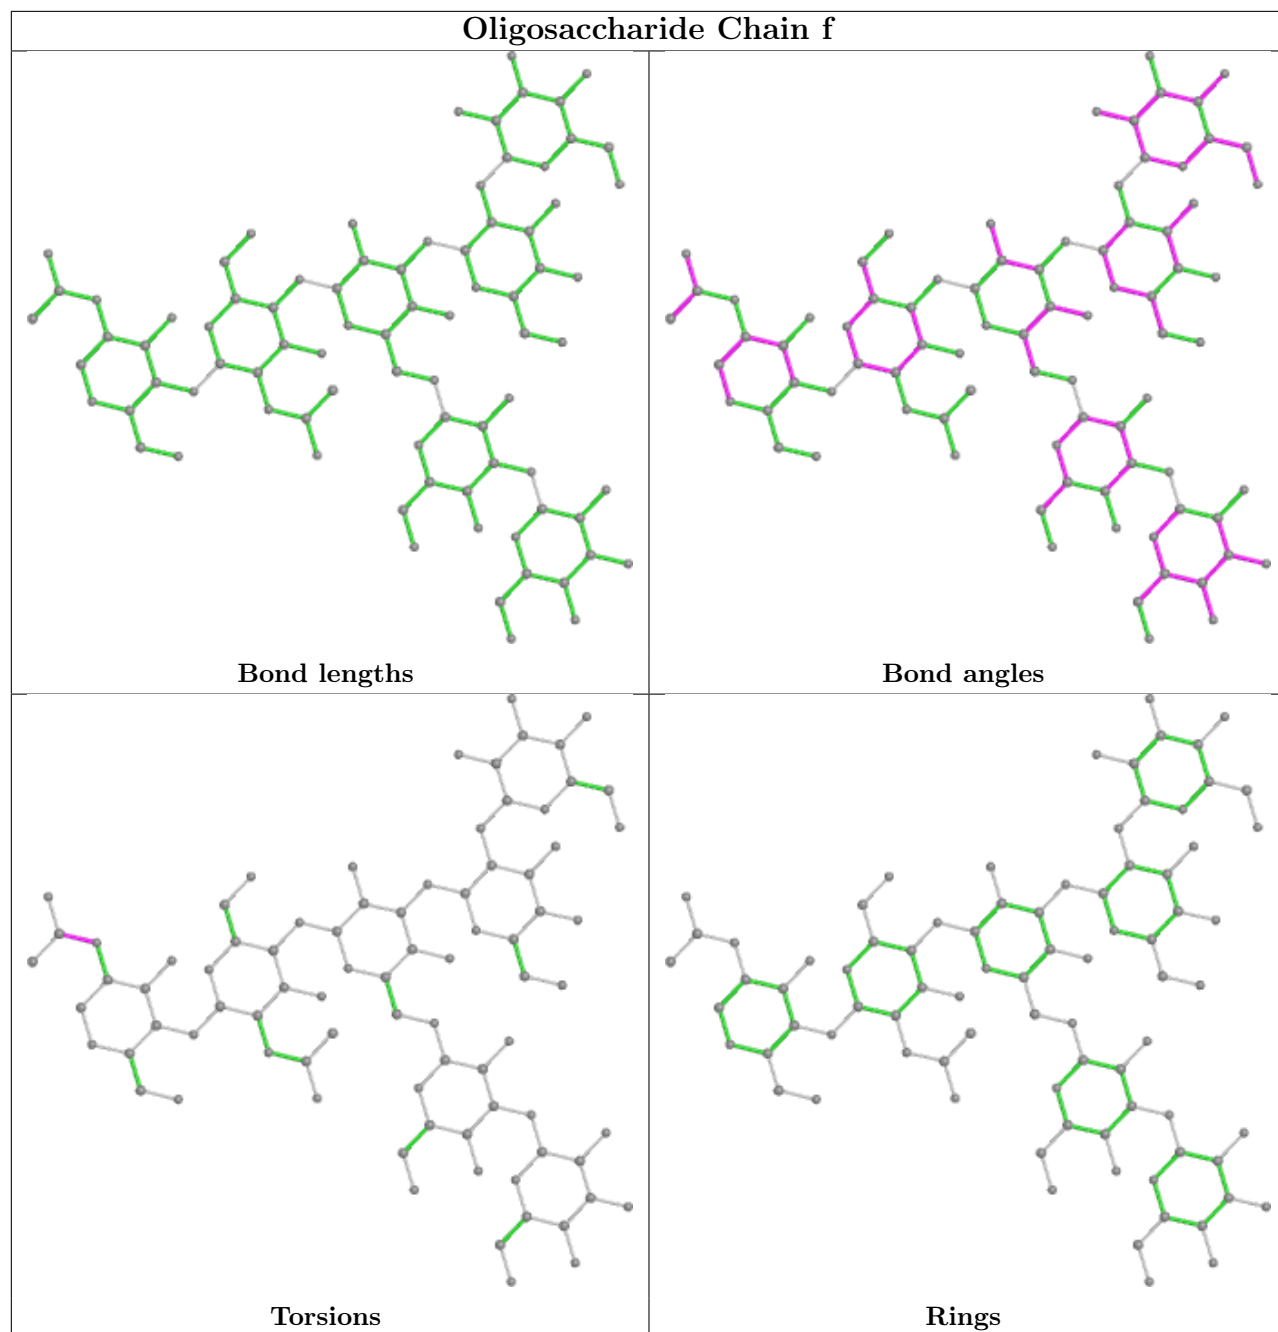 Oligosaccharide Chain f
Bond lengths
Bond angles
Torsions
Rings